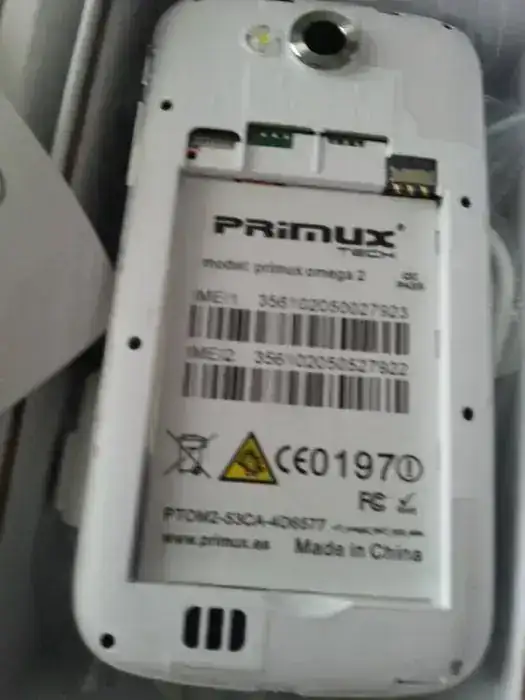 PRiMUX
TECH
model: primux omega 2
IMEI1 356102050027923
IMEI2 356102050527922
CE0197
FC
PTOM2-S3CA-4D6577
www.primux.es Made in China